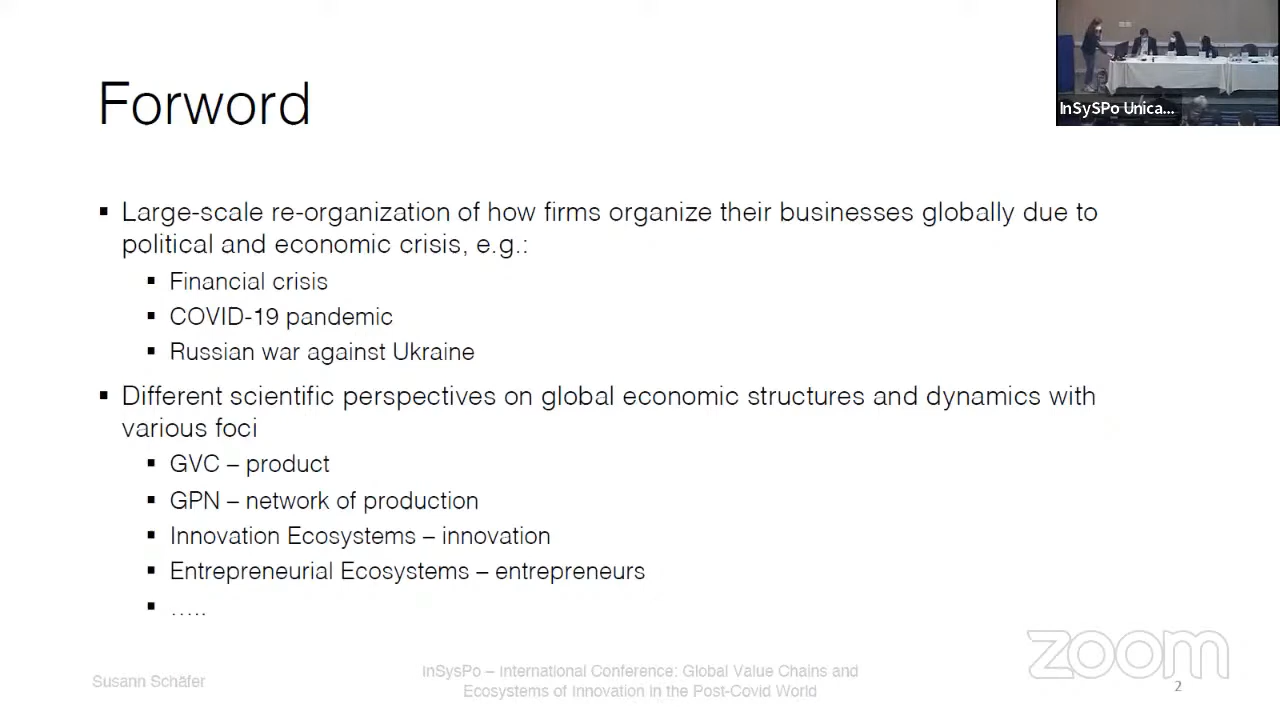 InSySPo Unica...
Forword
▪ Large-scale re-organization of how firms organize their businesses globally due to
political and economic crisis, e.g.:
▪ Financial crisis
▪ COVID-19 pandemic
▪ Russian war against Ukraine
▪ Different scientific perspectives on global economic structures and dynamics with
various foci
▪ GVC – product
▪ GPN – network of production
▪ Innovation Ecosystems – innovation
▪ Entrepreneurial Ecosystems – entrepreneurs
▪ …..
Susann Schäfer
InSysPo – International Conference: Global Value Chains and
Ecosystems of Innovation in the Post-Covid World
zoom
2